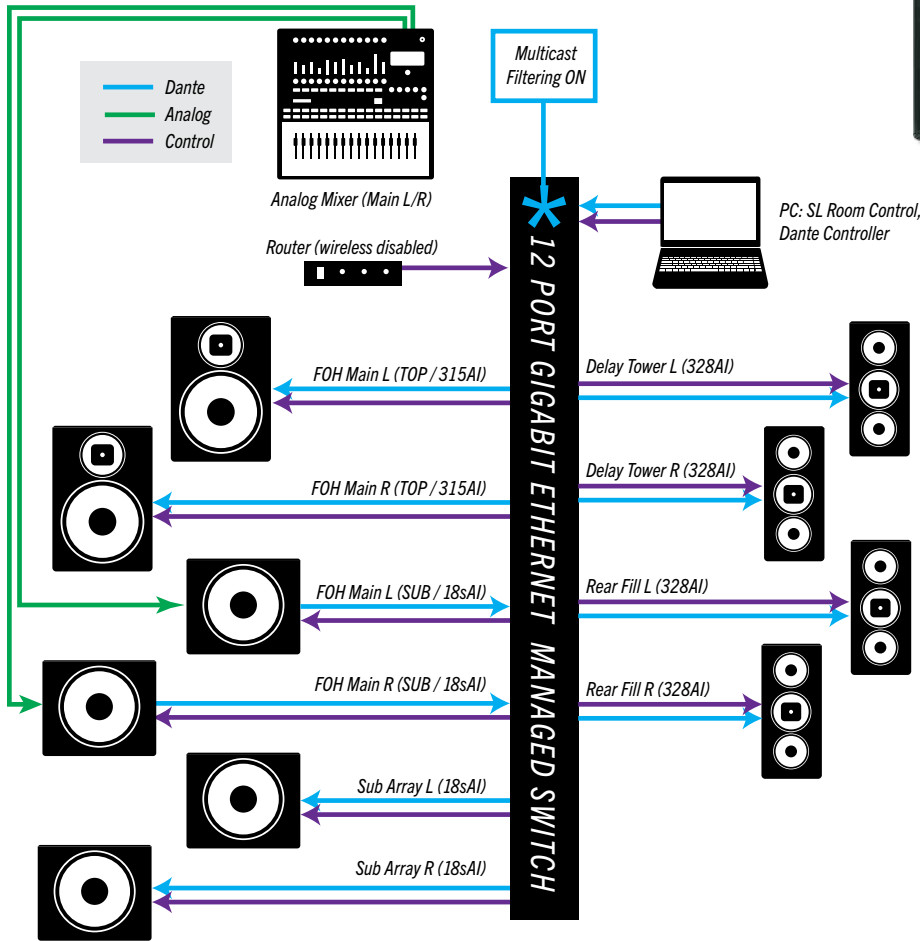 Dante
Analog
Control
Analog Mixer (Main L/R)
Multicast
Filtering ON
PC: SL Room Control,
Dante Controller
Router (wireless disabled)
12 PORT GIGABIT ETHERNET MANAGED SWITCH
FOH Main L (TOP / 315AI)
FOH Main R (TOP / 315AI)
FOH Main L (SUB / 18sAI)
FOH Main R (SUB / 18sAI)
Sub Array L (18sAI)
Sub Array R (18sAI)
Delay Tower L (328AI)
Delay Tower R (328AI)
Rear Fill L (328AI)
Rear Fill R (328AI)